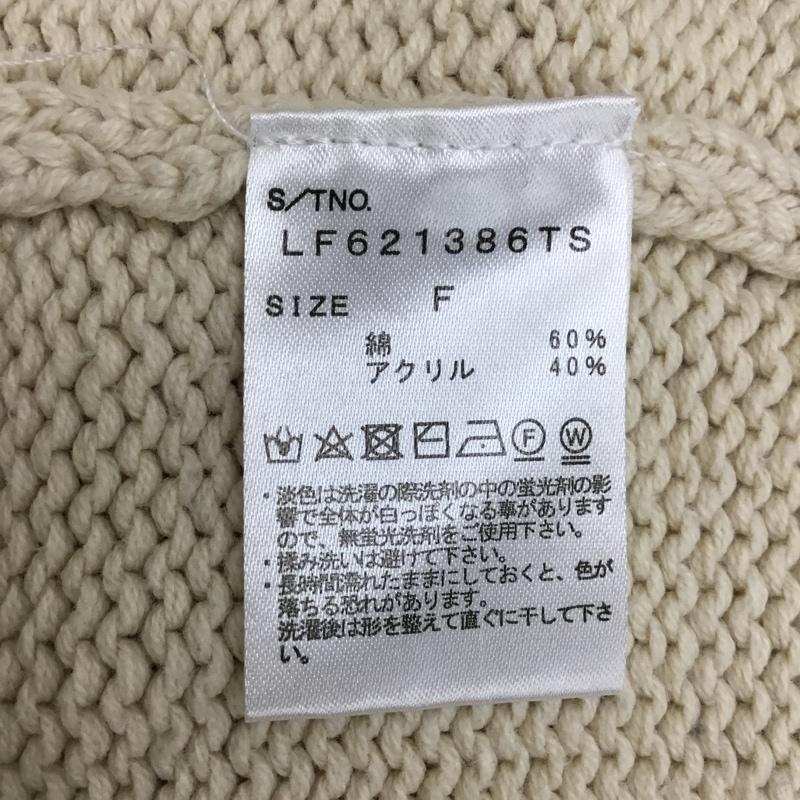 S/TNO.
LF621386TS
SIZE F
綿 60%
アクリル 40%
F W
・淡色は洗濯の際洗剤の中の蛍光剤の影
響で全体が白っぽくなる事があります
ので、無蛍光洗剤をご使用下さい。
・揉み洗いは避けて下さい。
・長時間濡れたままにしておくと、色が
落ちる恐れがあります。
洗濯後は形を整えて直ぐに干して下さ
い。